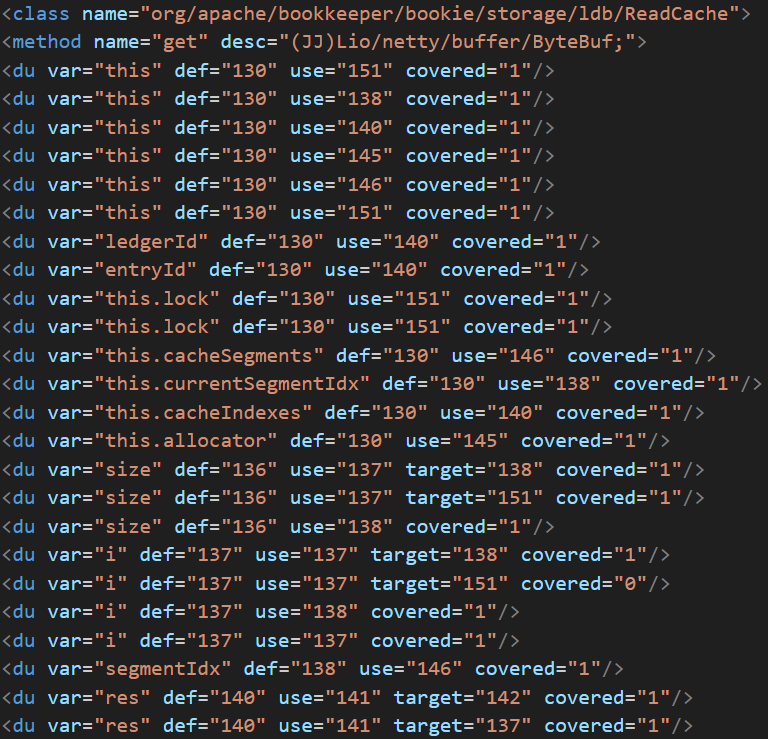 <class name="org/apache/bookkeeper/bookie/storage/ldb/ReadCache">
<method name="get" desc="(JJ)Lio/netty/buffer/ByteBuf;">
<du var="this" def="130" use="151" covered="1"/>
<du var="this" def="130" use="138" covered="1"/>
<du var="this" def="130" use="140" covered="1"/>
<du var="this" def="130" use="145" covered="1"/>
<du var="this" def="130" use="146" covered="1"/>
<du var="this" def="130" use="151" covered="1"/>
<du var="ledgerId" def="130" use="140" covered="1"/>
<du var="entryId" def="130" use="140" covered="1"/>
<du var="this.lock" def="130" use="151" covered="1"/>
<du var="this.lock" def="130" use="151" covered="1"/>
<du var="this.cacheSegments" def="130" use="146" covered="1"/>
<du var="this.currentSegmentIdx" def="130" use="138" covered="1"/>
<du var="this.cacheIndexes" def="130" use="140" covered="1"/>
<du var="this.allocator" def="130" use="145" covered="1"/>
<du var="size" def="136" use="137" target="138" covered="1"/>
<du var="size" def="136" use="137" target="151" covered="1"/>
<du var="size" def="136" use="138" covered="1"/>
<du var="i" def="137" use="137" target="138" covered="1"/>
<du var="i" def="137" use="137" target="151" covered="0"/>
<du var="i" def="137" use="138" covered="1"/>
<du var="i" def="137" use="137" covered="1"/>
<du var="segmentIdx" def="138" use="146" covered="1"/>
<du var="res" def="140" use="141" target="142" covered="1"/>
<du var="res" def="140" use="141" target="137" covered="1"/>